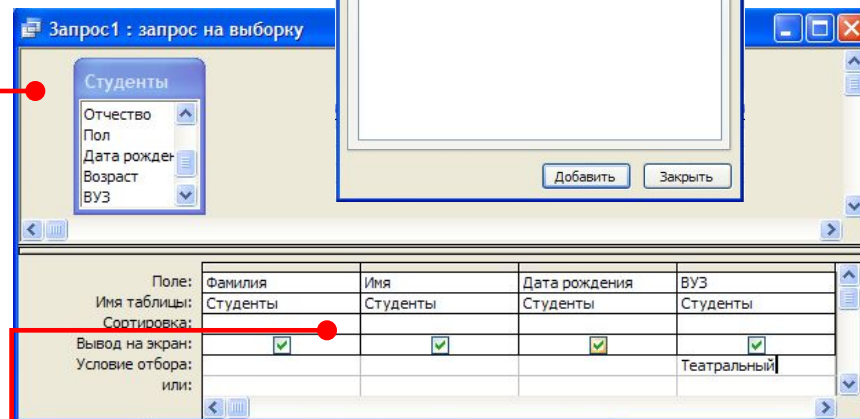 Запрос1 : запрос на выборку
Студенты
Отчество
Пол
Дата рожден
Возраст
ВУЗ
Добавить Закрыть
Поле: Фамилия Имя Дата рождения ВУЗ
Имя таблицы: Студенты Студенты Студенты Студенты
Сортировка:
Вывод на экран:
Условие отбора: Театральный
или: